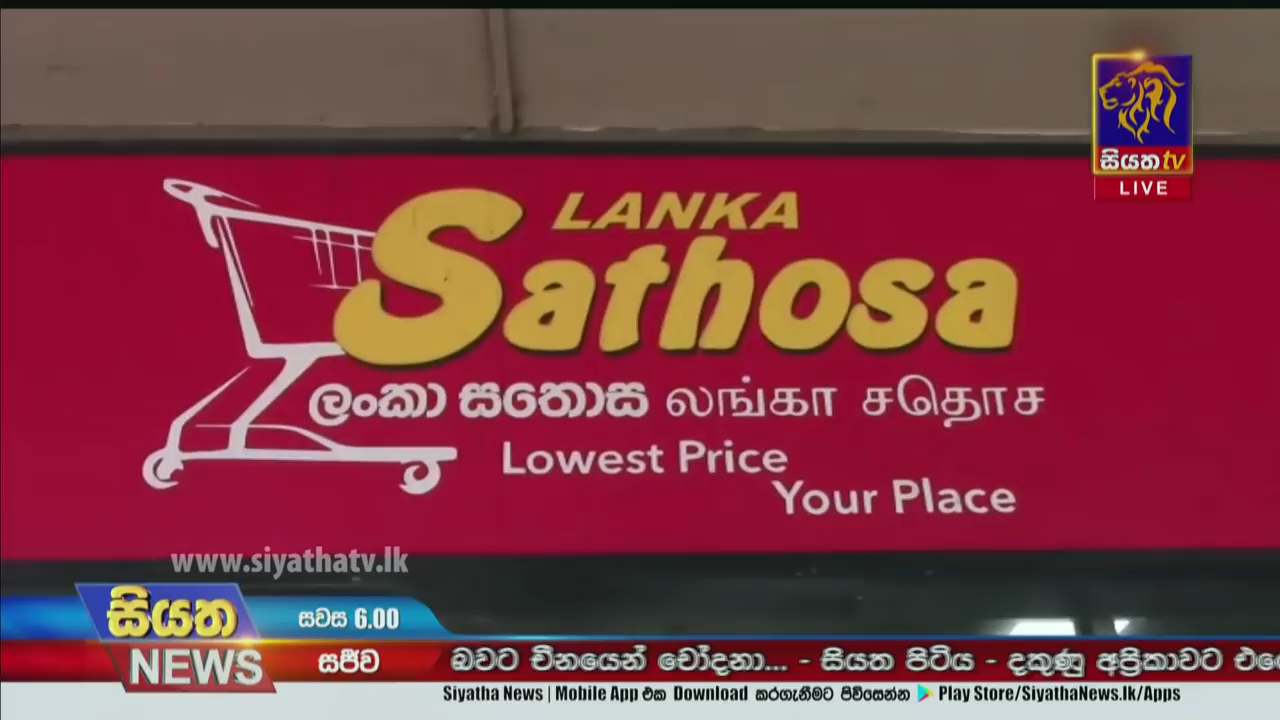 සියත tv
LIVE
LANKA
Sathosa
ලංකා සතොස லங்கா சதொச
Lowest Price
Your Place
www.siyathatv.lk
සියත
NEWS
සවස 6.00
සජීව
බවට චීනයෙන් චෝදනා... - සියත පිටිය - දකුණු අප්‍රිකාවට
Siyatha News | Mobile App එක Download කරගැනීමට පිවිසෙන්න Play Store/SiyathaNews.lk/Apps